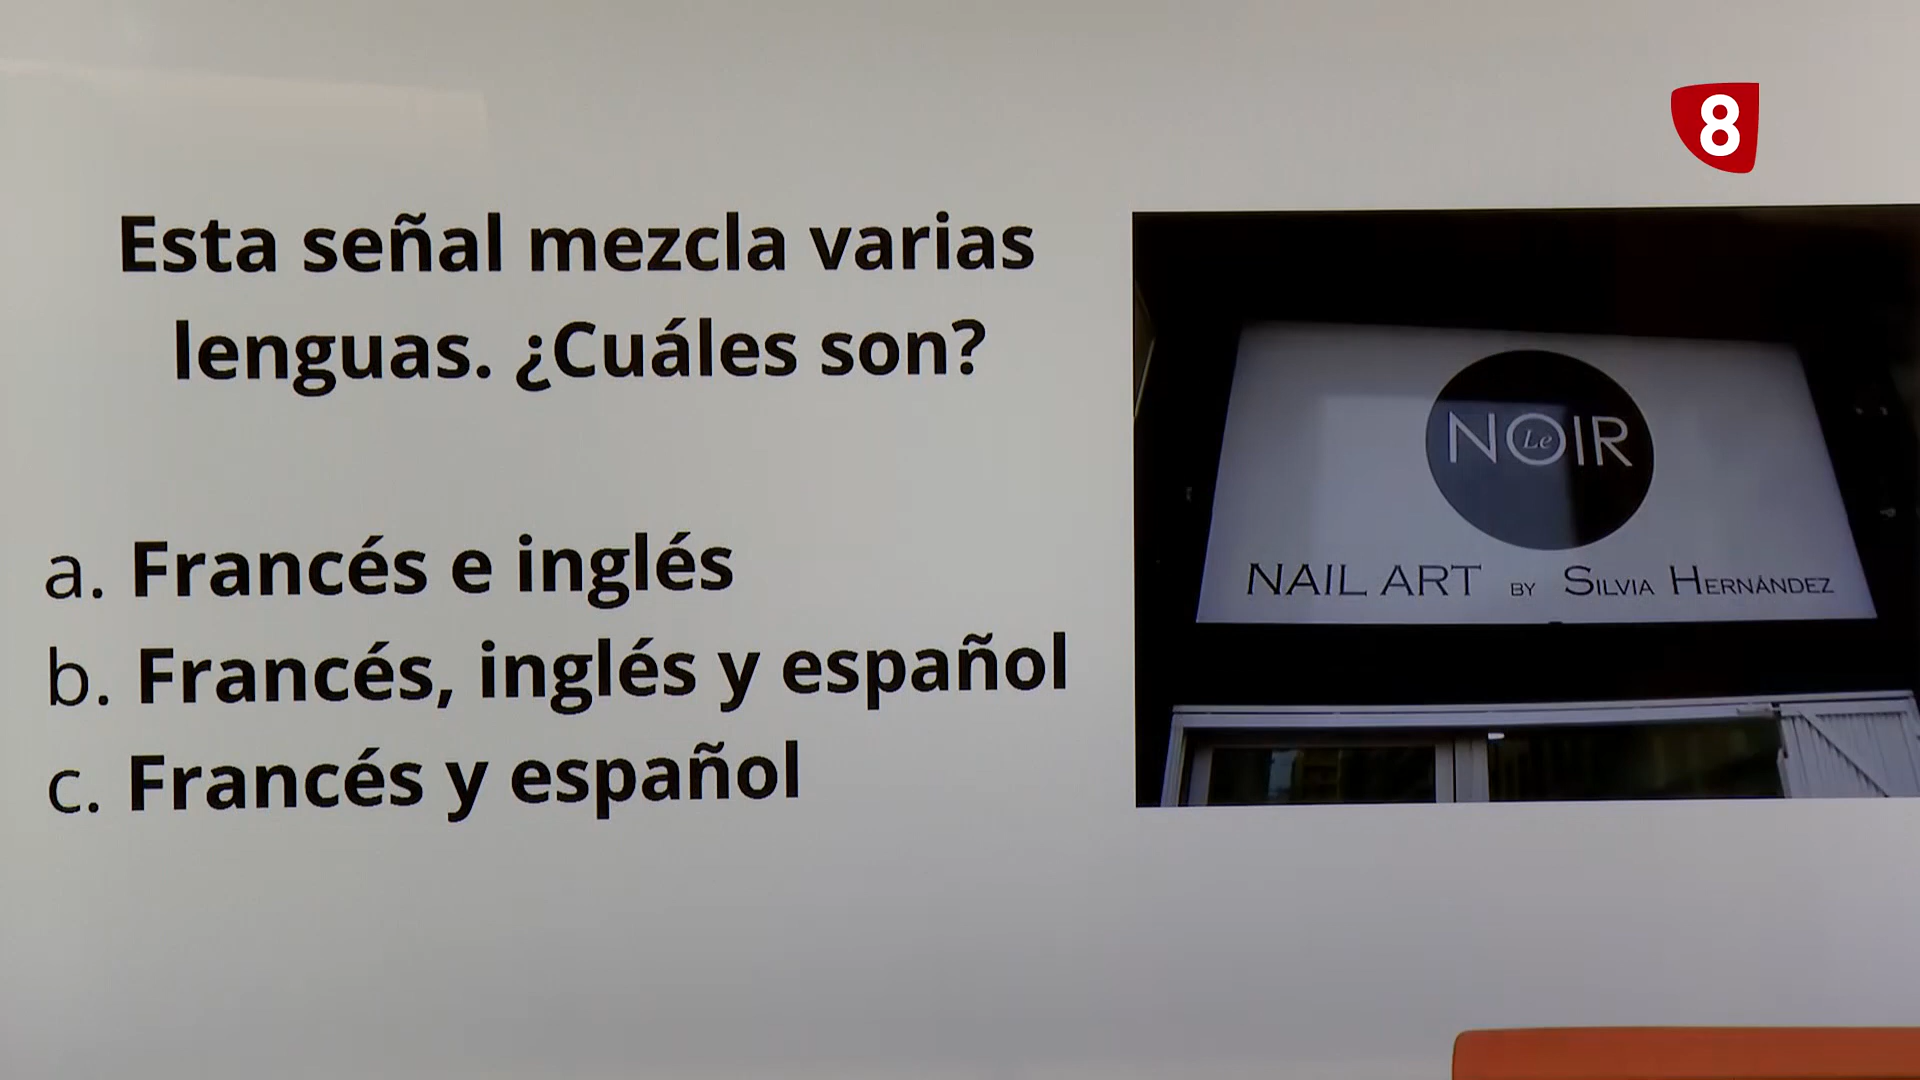 8
Esta señal mezcla varias
lenguas. ¿Cuáles son?
a. Francés e inglés
b. Francés, inglés y español
c. Francés y español
Le
NOIR
NAIL ART BY SILVIA HERNÁNDEZ